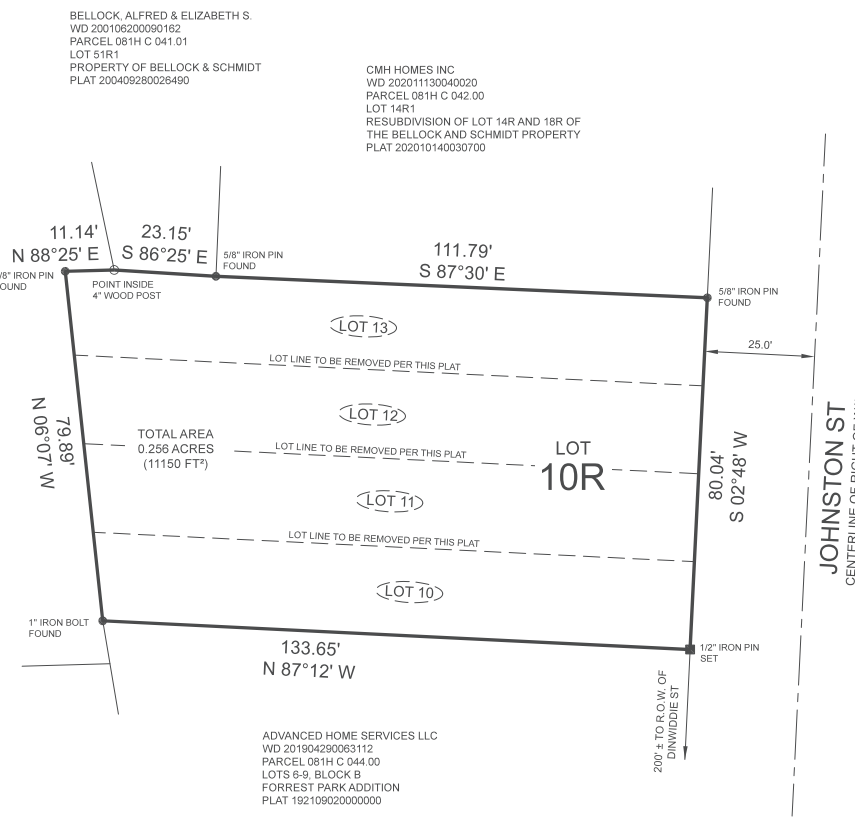 BELLOCK, ALFRED & ELIZABETH S.
WD 200106200090162
PARCEL 081H C 041.01
LOT 51R1
PROPERTY OF BELLOCK & SCHMIDT
PLAT 200409280026490
CMH HOMES INC
WD 202011130040020
PARCEL 081H C 042.00
LOT 14R1
RESUBDIVISION OF LOT 14R AND 18R OF
THE BELLOCK AND SCHMIDT PROPERTY
PLAT 202010140030700
11.14'
N 88°25' E
23.15'
S 86°25' E
5/8" IRON PIN
FOUND
111.79'
S 87°30' E
/8" IRON PIN
OUND
POINT INSIDE
4" WOOD POST
5/8" IRON PIN
FOUND
LOT 13
25.0'
LOT LINE TO BE REMOVED PER THIS PLAT
79.89'
N 06°07' W
LOT 12
TOTAL AREA
0.256 ACRES
(11150 FT²)
LOT LINE TO BE REMOVED PER THIS PLAT
LOT
10R
80.04'
S 02°48' W
JOHNSTON ST
CENTERLINE OF RIGHT OF
LOT 11
LOT LINE TO BE REMOVED PER THIS PLAT
LOT 10
1" IRON BOLT
FOUND
133.65'
N 87°12' W
1/2" IRON PIN
SET
200' ± TO R.O.W. OF
DINWIDDIE ST
ADVANCED HOME SERVICES LLC
WD 201904290063112
PARCEL 081H C 044.00
LOTS 6-9, BLOCK B
FORREST PARK ADDITION
PLAT 192109020000000